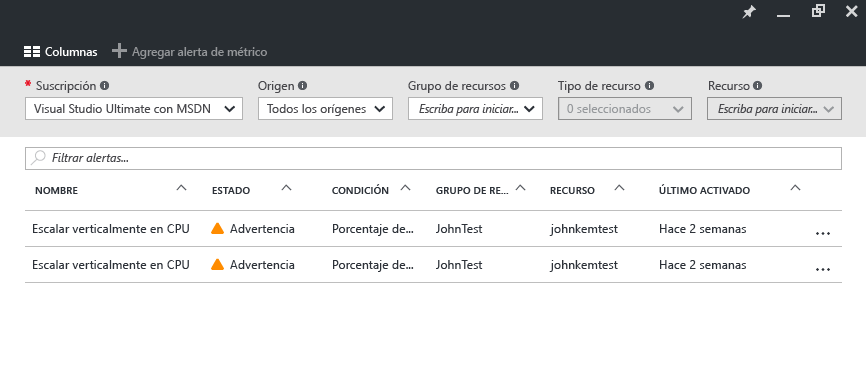 Columnas Agregar alerta de métrico
* Suscripción Origen Grupo de recursos Tipo de recurso Recurso
Visual Studio Ultimate con MSDN Todos los orígenes Escriba para iniciar... 0 seleccionados Escriba para iniciar...
Filtrar alertas...
NOMBRE ESTADO CONDICIÓN GRUPO DE RE... RECURSO ÚLTIMO ACTIVADO
Escalar verticalmente en CPU Advertencia Porcentaje de... JohnTest johnkemtest Hace 2 semanas ...
Escalar verticalmente en CPU Advertencia Porcentaje de... JohnTest johnkemtest Hace 2 semanas ...